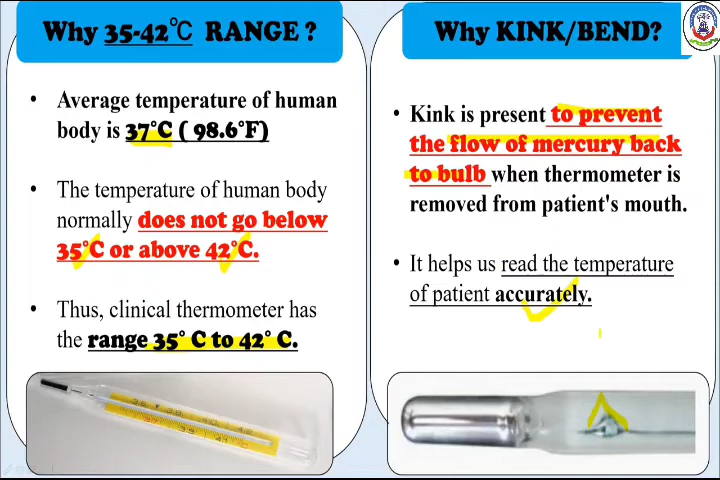 Why 35-42℃ RANGE ?
• Average temperature of human
body is 37°C ( 98.6°F)
• The temperature of human body
normally does not go below
35°C or above 42°C.
• Thus, clinical thermometer has
the range 35° C to 42° C.
Why KINK/BEND?
• Kink is present to prevent
the flow of mercury back
to bulb when thermometer is
removed from patient's mouth.
• It helps us read the temperature
of patient accurately.